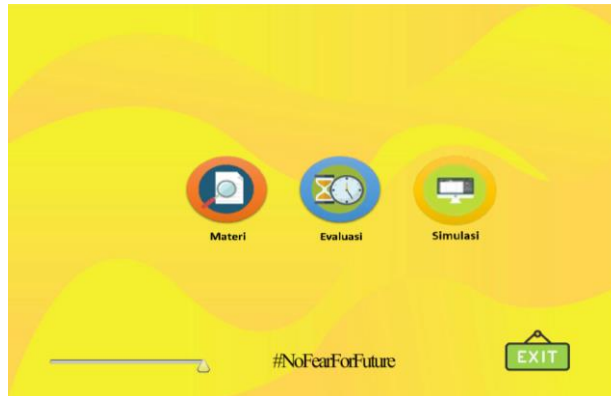 Materi
Evaluasi
Simulasi
#NoFearForFuture
EXIT